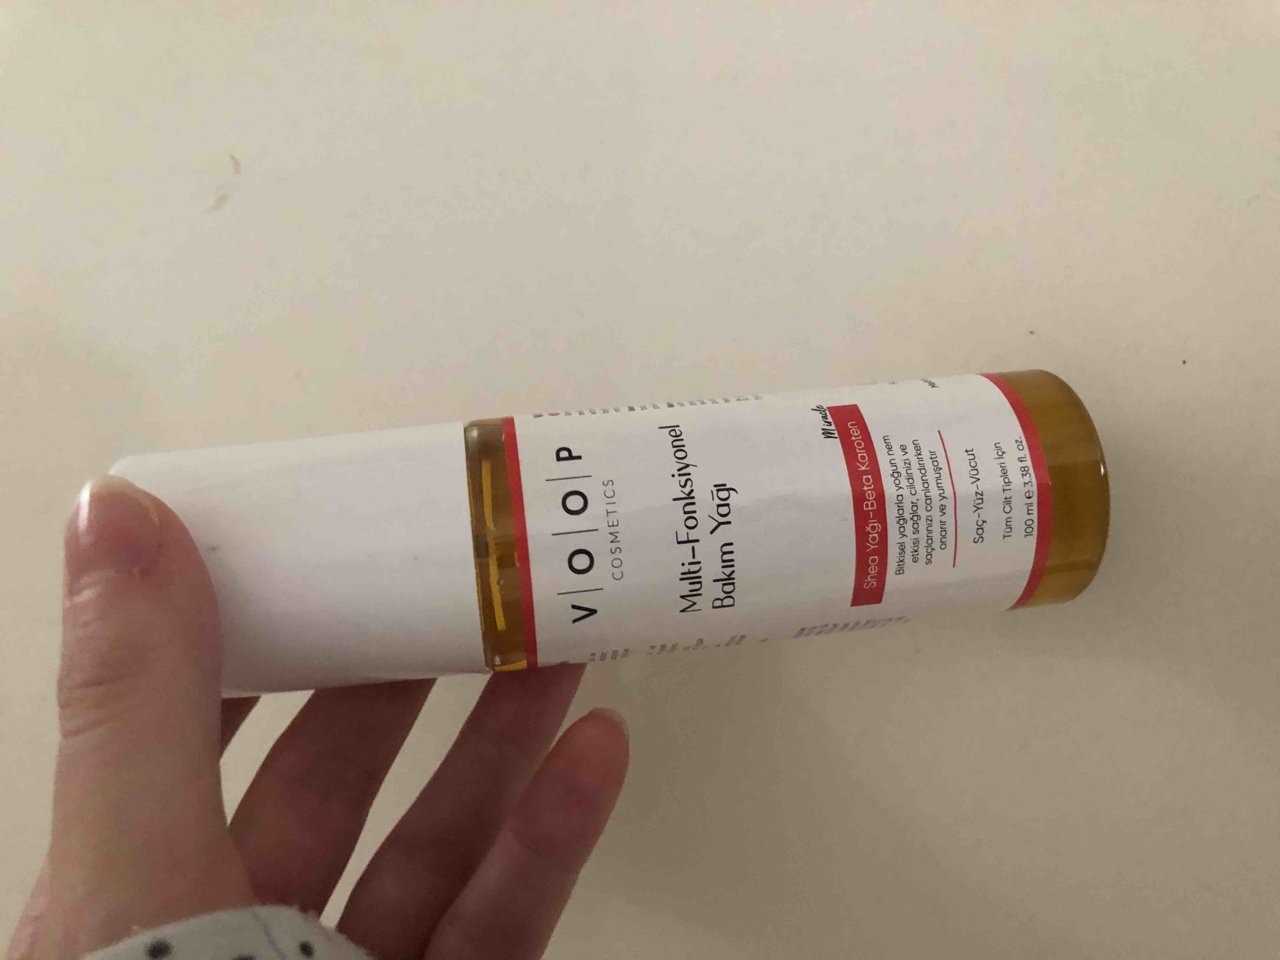 V|O|O|P
COSMETICS
Multi-Fonksiyonel
Bakım Yağı
Miracle
Shea Yağı-Beta Karoten
Bitkisel yağlarla yoğun nem
etkisi sağlar, cildinizi ve
saçlarınızı canlandırırken
onarır ve yumuşatır
Saç-Yüz-Vücut
Tüm Cilt Tipleri İçin
100 ml e 3.38 fl. oz.